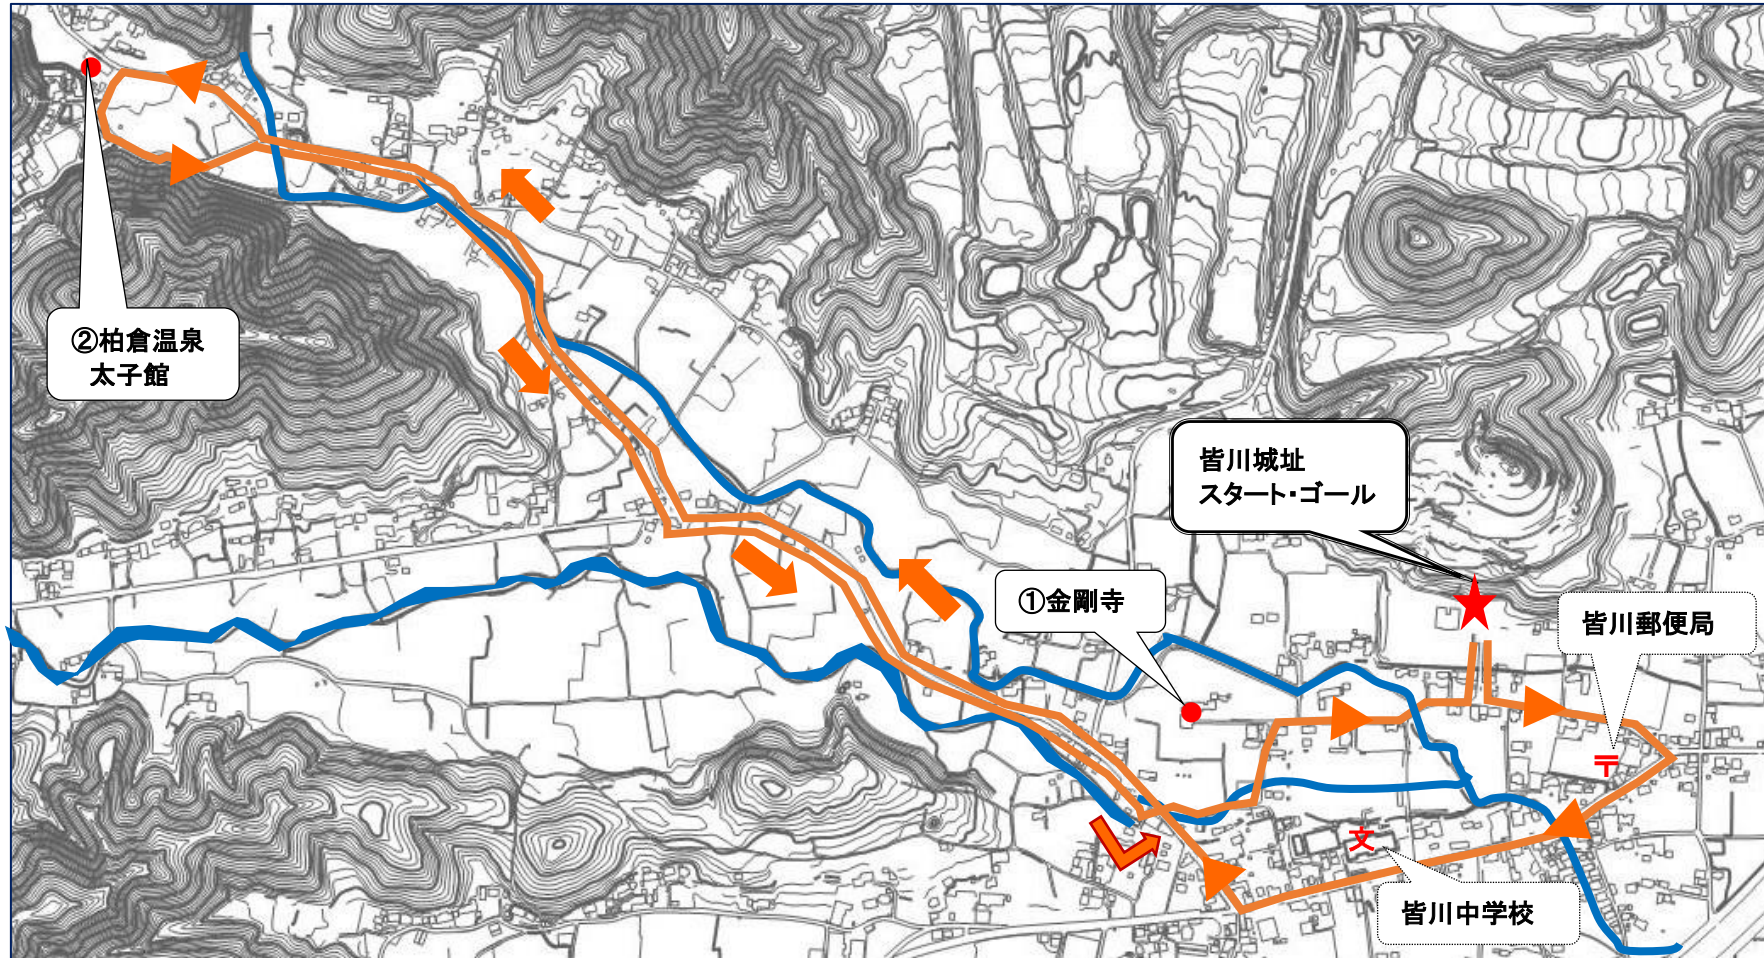 ②柏倉温泉
太子館
皆川城址
スタート・ゴール
①金剛寺
皆川郵便局
〒
文
皆川中学校